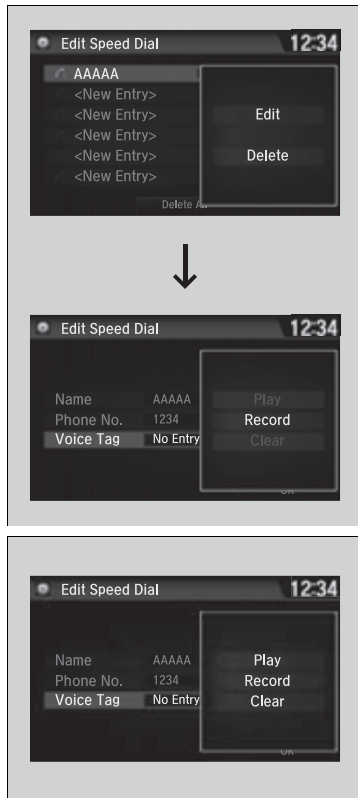 Edit Speed Dial 12:34
AAAAA
<New Entry>
<New Entry> Edit
<New Entry>
<New Entry> Delete
<New Entry>
Delete
Edit Speed Dial 12:34
Name AAAAA Play
Phone No. 1234 Record
Voice Tag No Entry Clear
OK
Edit Speed Dial 12:34
Name AAAAA Play
Phone No. 1234 Record
Voice Tag No Entry Clear
OK